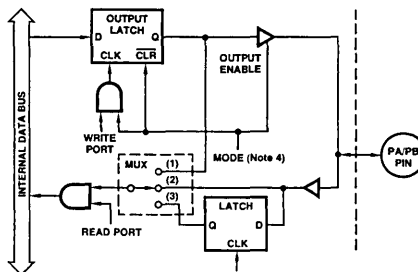 OUTPUT
LATCH
D
Q
CLK
CLR
OUTPUT
ENABLE
WRITE
PORT
MODE (Note 4)
INTERNAL DATA BUS
MUX
(1)
(2)
(3)
PA/PB
PIN
LATCH
Q
D
CLK
READ PORT